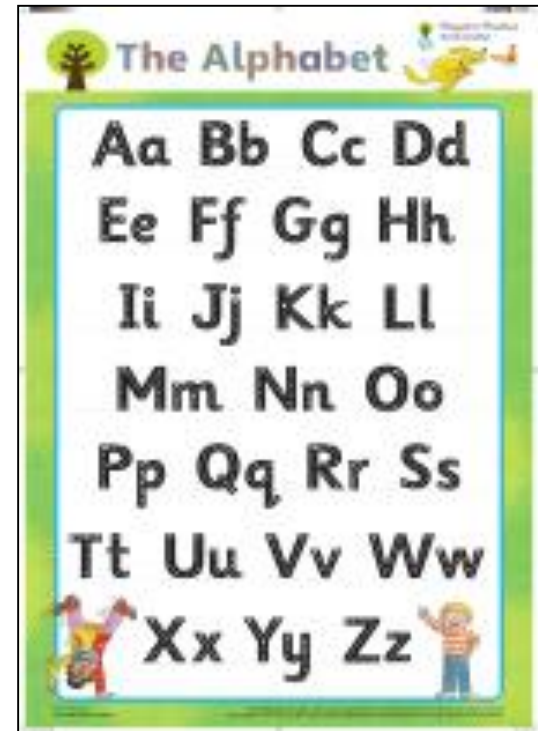 The Alphabet
Aa Bb Cc Dd
Ee Ff Gg Hh
Ii Jj Kk Ll
Mm Nn Oo
Pp Qq Rr Ss
Tt Uu Vv Ww
Xx Yy Zz